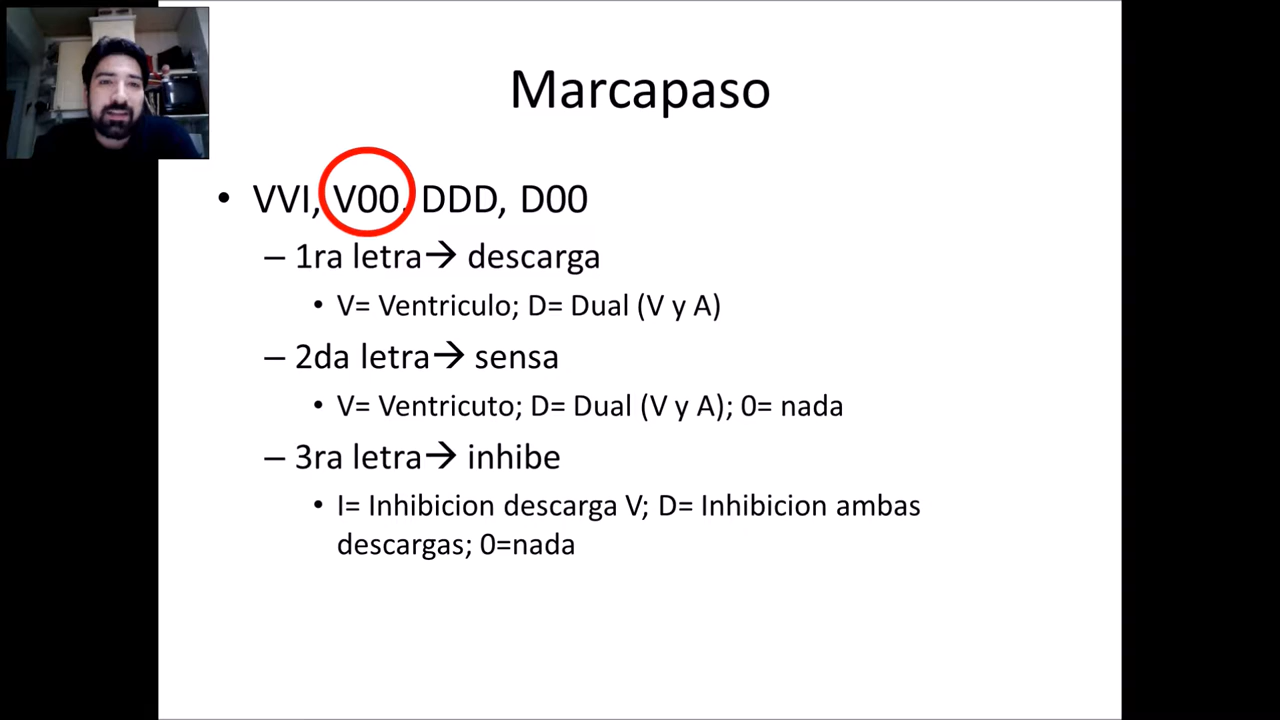 Marcapaso
• VVI, V00, DDD, D00
– 1ra letra→ descarga
• V= Ventriculo; D= Dual (V y A)
– 2da letra→ sensa
• V= Ventricuto; D= Dual (V y A); 0= nada
– 3ra letra→ inhibe
• I= Inhibicion descarga V; D= Inhibicion ambas
descargas; 0=nada